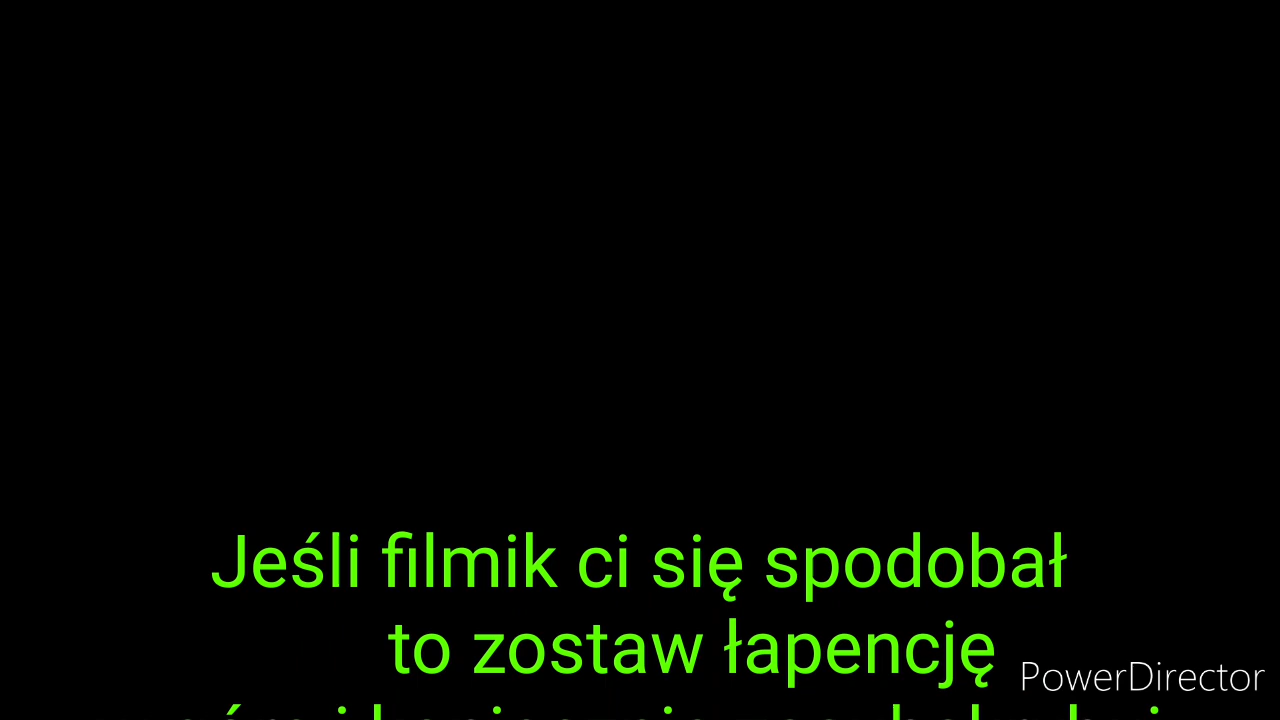 Jeśli filmik ci się spodobał
to zostaw łapencję
PowerDirector